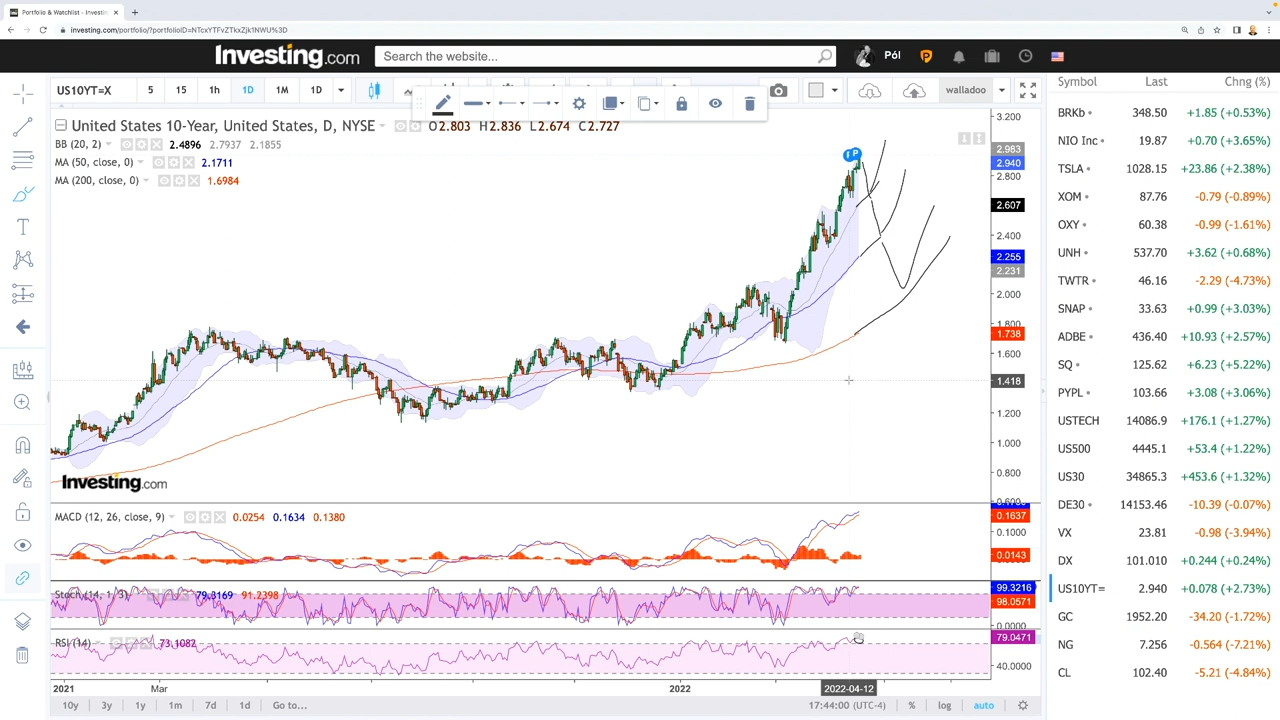 Portfolio & Watchlist - Investin
investing.com/portfolio/?portfolioID=NTcxYTFvZTkxZjk1NWU%3D
Investing.com
Search the website...
Pól
US10YT=X
5 15 1h 1D 1M 1D
walladoo
United States 10-Year, United States, D, NYSE
O2.803 H2.836 L2.674 C2.727
BB (20, 2) 2.4896 2.7937 2.1855
MA (50, close, 0) 2.1711
MA (200, close, 0) 1.6984
P
3.200
2.983
2.940
2.800
2.607
2.400
2.255
2.231
2.000
1.800
1.738
1.600
1.418
1.200
1.000
0.800
0.600
Investing.com
MACD (12, 26, close, 9) 0.0254 0.1634 0.1380
0.1637
0.1000
0.0143
Stoch (14, 1, 3) 79.3169 91.2398
99.3216
98.0571
0.0000
RSI (14) 73.1082
79.0471
40.0000
2021 Mar 2022 2022-04-12
10y 3y 1y 1m 7d 1d Go to...
17:44:00 (UTC-4) % log auto
Symbol Last Chng (%)
BRKb 348.50 +1.85 (+0.53%)
NIO Inc 19.87 +0.70 (+3.65%)
TSLA 1028.15 +23.86 (+2.38%)
XOM 87.76 -0.79 (-0.89%)
OXY 60.38 -0.99 (-1.61%)
UNH 537.70 +3.62 (+0.68%)
TWTR 46.16 -2.29 (-4.73%)
SNAP 33.63 +0.99 (+3.03%)
ADBE 436.40 +10.93 (+2.57%)
SQ 125.62 +6.23 (+5.22%)
PYPL 103.66 +3.08 (+3.06%)
USTECH 14086.9 +176.1 (+1.27%)
US500 4445.1 +53.4 (+1.22%)
US30 34865.3 +453.6 (+1.32%)
DE30 14153.46 -10.39 (-0.07%)
VX 23.81 -0.98 (-3.94%)
DX 101.010 +0.244 (+0.24%)
US10YT= 2.940 +0.078 (+2.73%)
GC 1952.20 -34.20 (-1.72%)
NG 7.256 -0.564 (-7.21%)
CL 102.40 -5.21 (-4.84%)